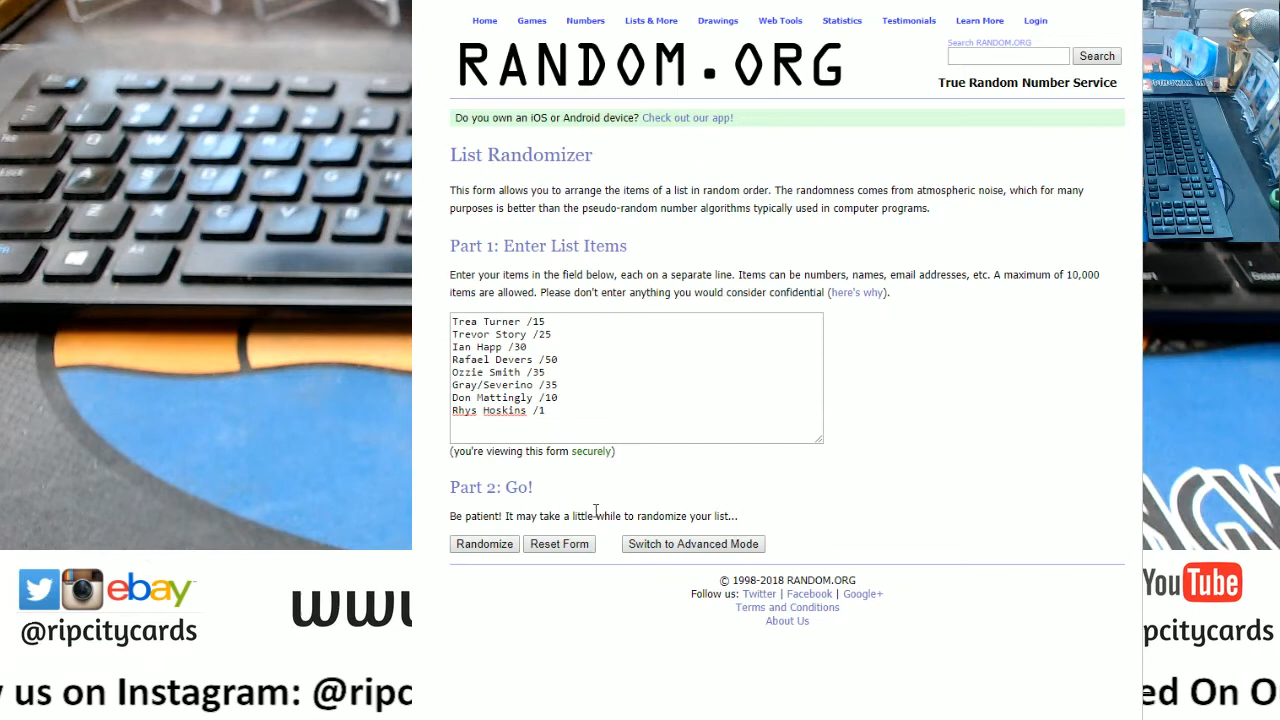 Home Games Numbers Lists & More Drawings Web Tools Statistics Testimonials Learn More Login
RANDOM.ORG
Search RANDOM.ORG
Search
True Random Number Service
Do you own an iOS or Android device? Check out our app!
List Randomizer
This form allows you to arrange the items of a list in random order. The randomness comes from atmospheric noise, which for many
purposes is better than the pseudo-random number algorithms typically used in computer programs.
Part 1: Enter List Items
Enter your items in the field below, each on a separate line. Items can be numbers, names, email addresses, etc. A maximum of 10,000
items are allowed. Please don't enter anything you would consider confidential (here's why).
Trea Turner /15
Trevor Story /25
Ian Happ /30
Rafael Devers /50
Ozzie Smith /35
Gray/Severino /35
Don Mattingly /10
Rhys Hoskins /1
(you're viewing this form securely)
Part 2: Go!
Be patient! It may take a little while to randomize your list...
Randomize Reset Form Switch to Advanced Mode
© 1998-2018 RANDOM.ORG
Follow us: Twitter | Facebook | Google+
Terms and Conditions
About Us
ebay
@ripcitycards
www
YouTube
pcitycards
us on Instagram: @ripc
ed On O